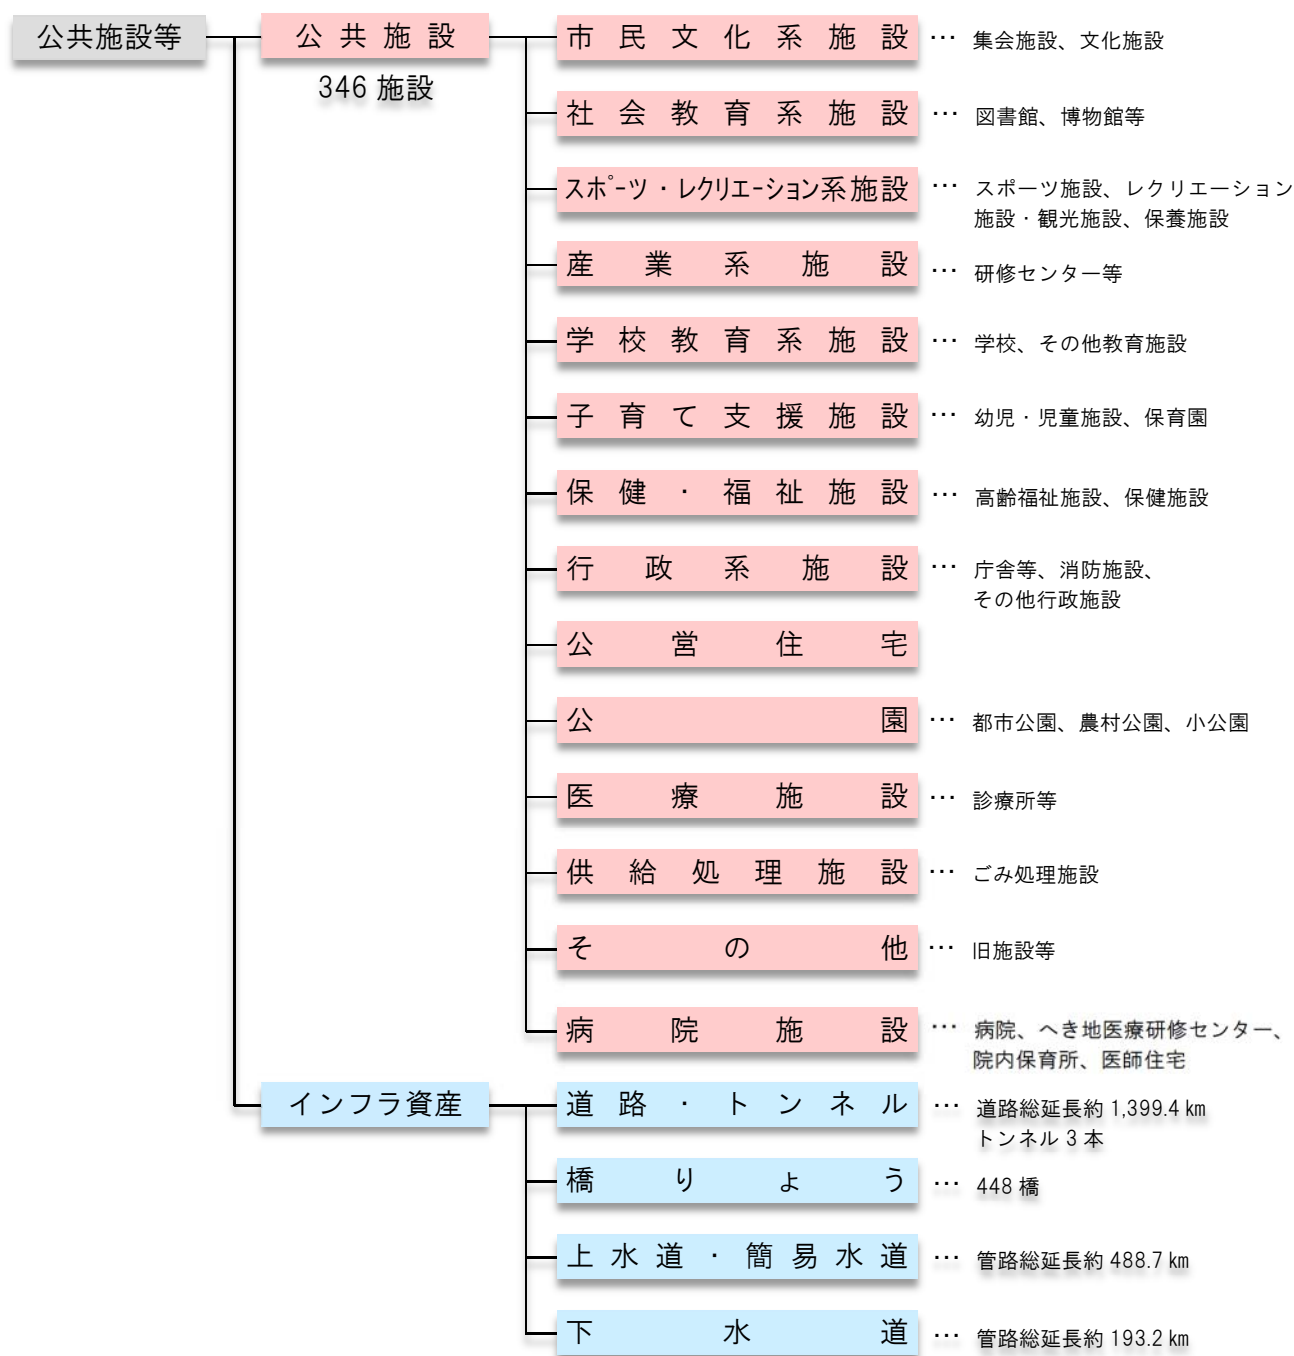 公共施設等
公共施設
346 施設
市民文化系施設 … 集会施設、文化施設
社会教育系施設 … 図書館、博物館等
スポーツ・レクリエーション系施設 … スポーツ施設、レクリエーション
施設・観光施設、保養施設
産業系施設 … 研修センター等
学校教育系施設 … 学校、その他教育施設
子育て支援施設 … 幼児・児童施設、保育園
保健・福祉施設 … 高齢福祉施設、保健施設
行政系施設 … 庁舎等、消防施設、
その他行政施設
公営住宅
公園 … 都市公園、農村公園、小公園
医療施設 … 診療所等
供給処理施設 … ごみ処理施設
その他 … 旧施設等
病院施設 … 病院、へき地医療研修センター、
院内保育所、医師住宅
インフラ資産
道路・トンネル … 道路総延長約 1,399.4 km
トンネル 3 本
橋りょう … 448 橋
上水道・簡易水道 … 管路総延長約 488.7 km
下水道 … 管路総延長約 193.2 km